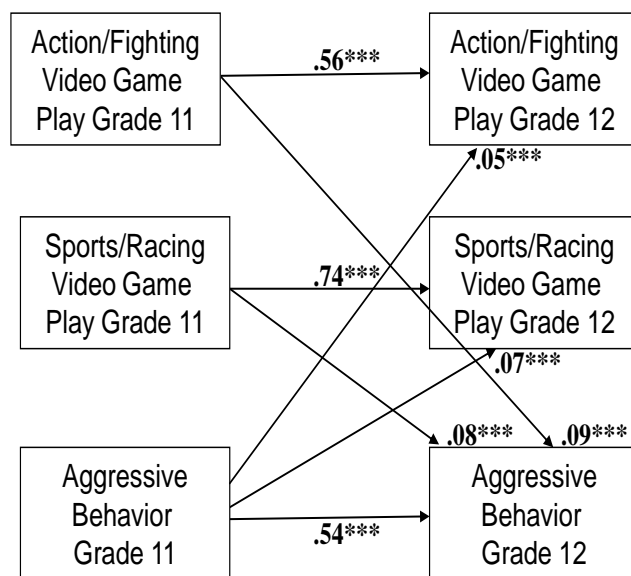 Action/Fighting
Video Game
Play Grade 11
.56***
Action/Fighting
Video Game
Play Grade 12
.05***
Sports/Racing
Video Game
Play Grade 11
.74***
Sports/Racing
Video Game
Play Grade 12
.07***
.08***
.09***
Aggressive
Behavior
Grade 11
.54***
Aggressive
Behavior
Grade 12